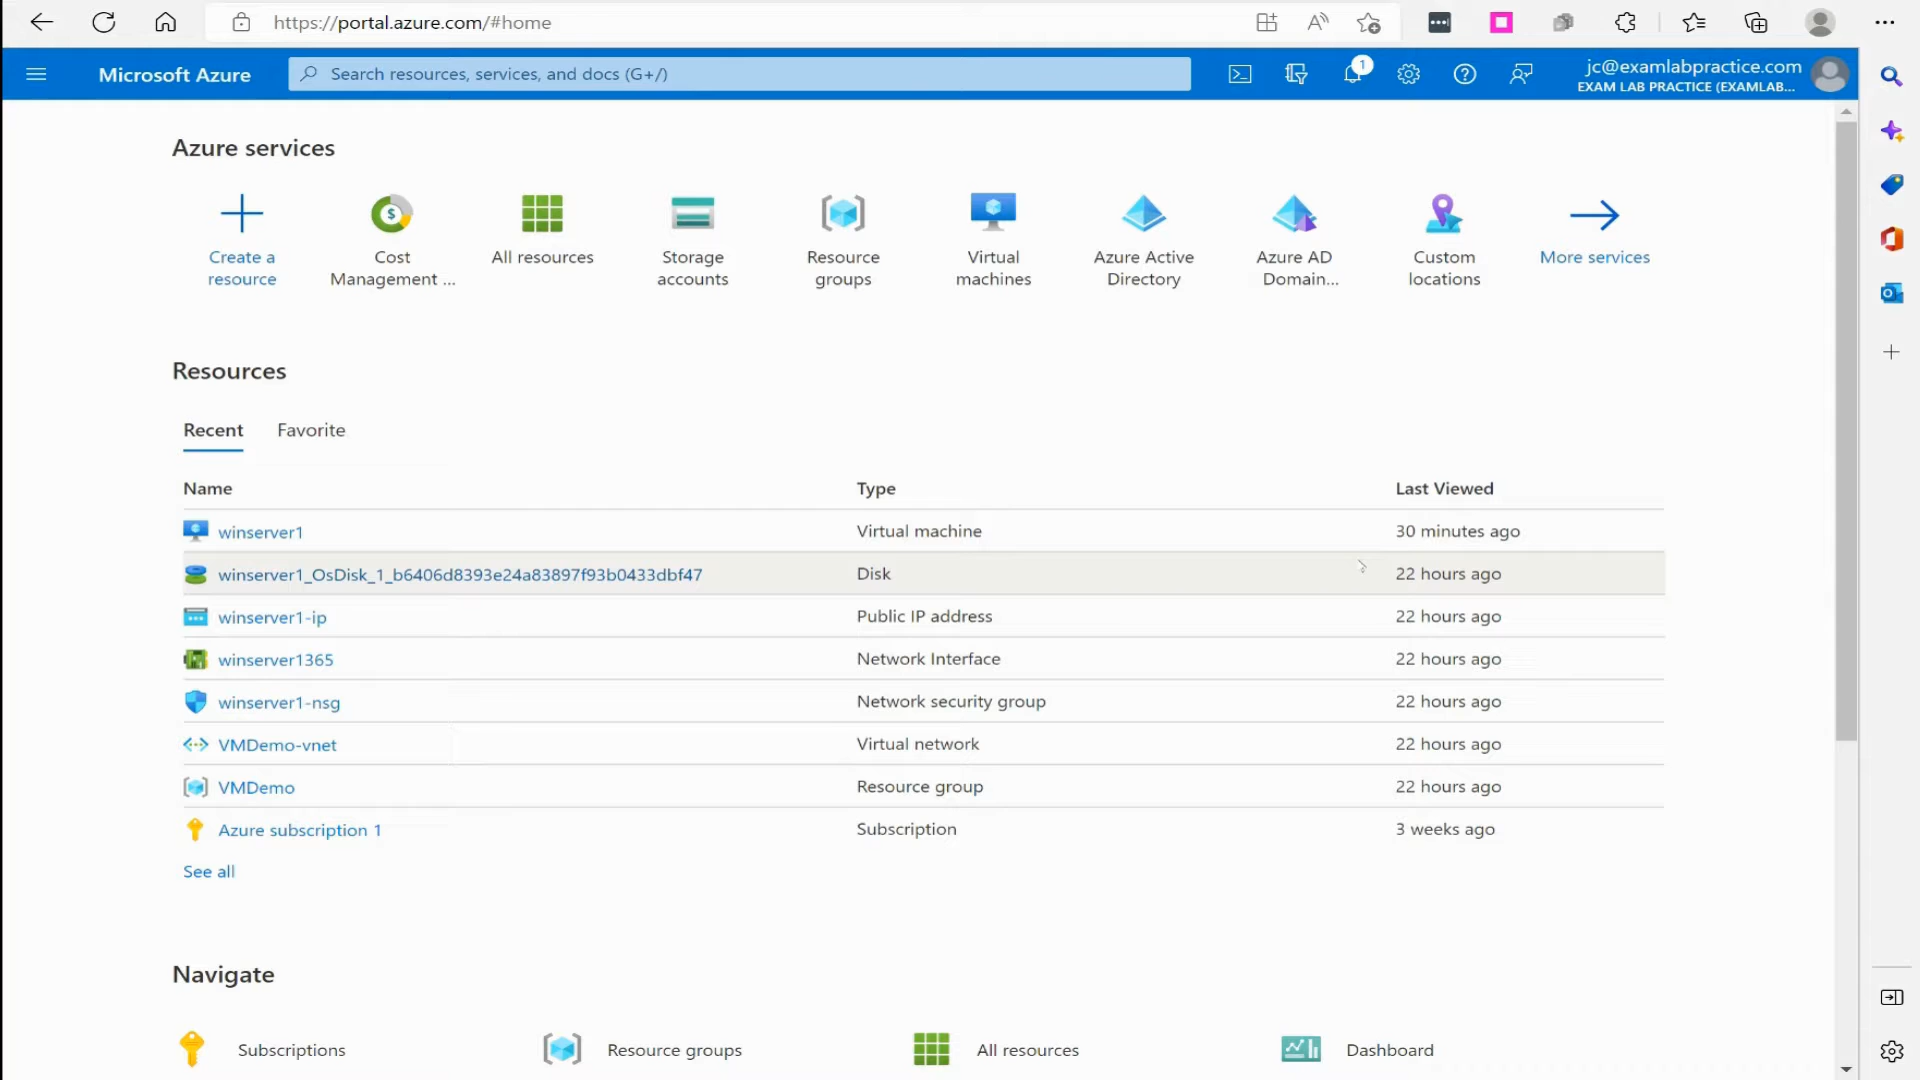 https://portal.azure.com/#home
Microsoft Azure
Search resources, services, and docs (G+/)
1
jc@examlabpractice.com
EXAM LAB PRACTICE (EXAMLAB...
Azure services
Create a
resource
Cost
Management ...
All resources
Storage
accounts
Resource
groups
Virtual
machines
Azure Active
Directory
Azure AD
Domain...
Custom
locations
More services
Resources
Recent
Favorite
Name
Type
Last Viewed
winserver1
Virtual machine
30 minutes ago
winserver1_OsDisk_1_b6406d8393e24a83897f93b0433dbf47
Disk
22 hours ago
winserver1-ip
Public IP address
22 hours ago
winserver1365
Network Interface
22 hours ago
winserver1-nsg
Network security group
22 hours ago
VMDemo-vnet
Virtual network
22 hours ago
VMDemo
Resource group
22 hours ago
Azure subscription 1
Subscription
3 weeks ago
See all
Navigate
Subscriptions
Resource groups
All resources
Dashboard